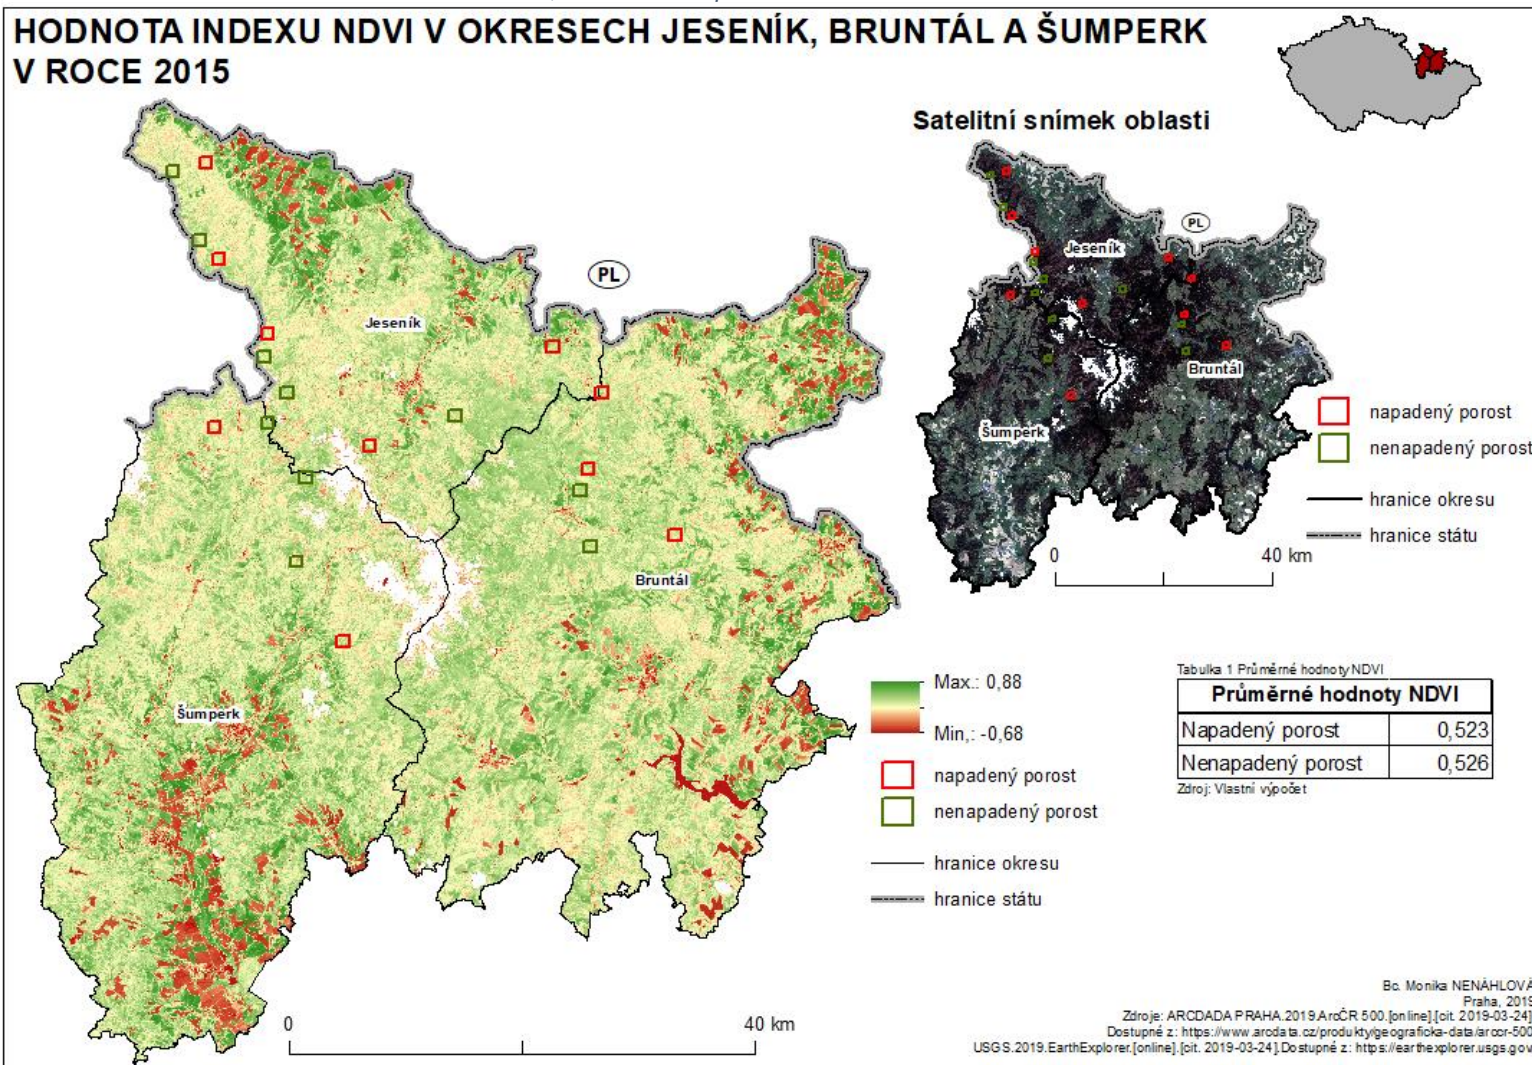 HODNOTA INDEXU NDVI V OKRESECH JESENÍK, BRUNTÁL A ŠUMPERK
V ROCE 2015
Satelitní snímek oblasti
PL
Jeseník
Bruntál
Šumperk
napadený porost
nenapadený porost
hranice okresu
hranice státu
0 40 km
PL
Jeseník
Bruntál
Šumperk
0 40 km
Max.: 0,88
Min,: -0,68
napadený porost
nenapadený porost
hranice okresu
hranice státu
Tabulka 1 Průměrné hodnoty NDVI
Průměrné hodnoty NDVI
Napadený porost 0,523
Nenapadený porost 0,526
Zdroj: Vlastní výpočet
Bc. Monika NENÁHLOVÁ
Praha, 2019
Zdroje: ARCDADA PRAHA.2019.ArcČR 500.[online].[cit. 2019-03-24]
Dostupné z: https://www.arcdata.cz/produkty/geograficka-data/arccr-500
USGS.2019.EarthExplorer.[online].[cit. 2019-03-24].Dostupné z: https://earthexplorer.usgs.gov